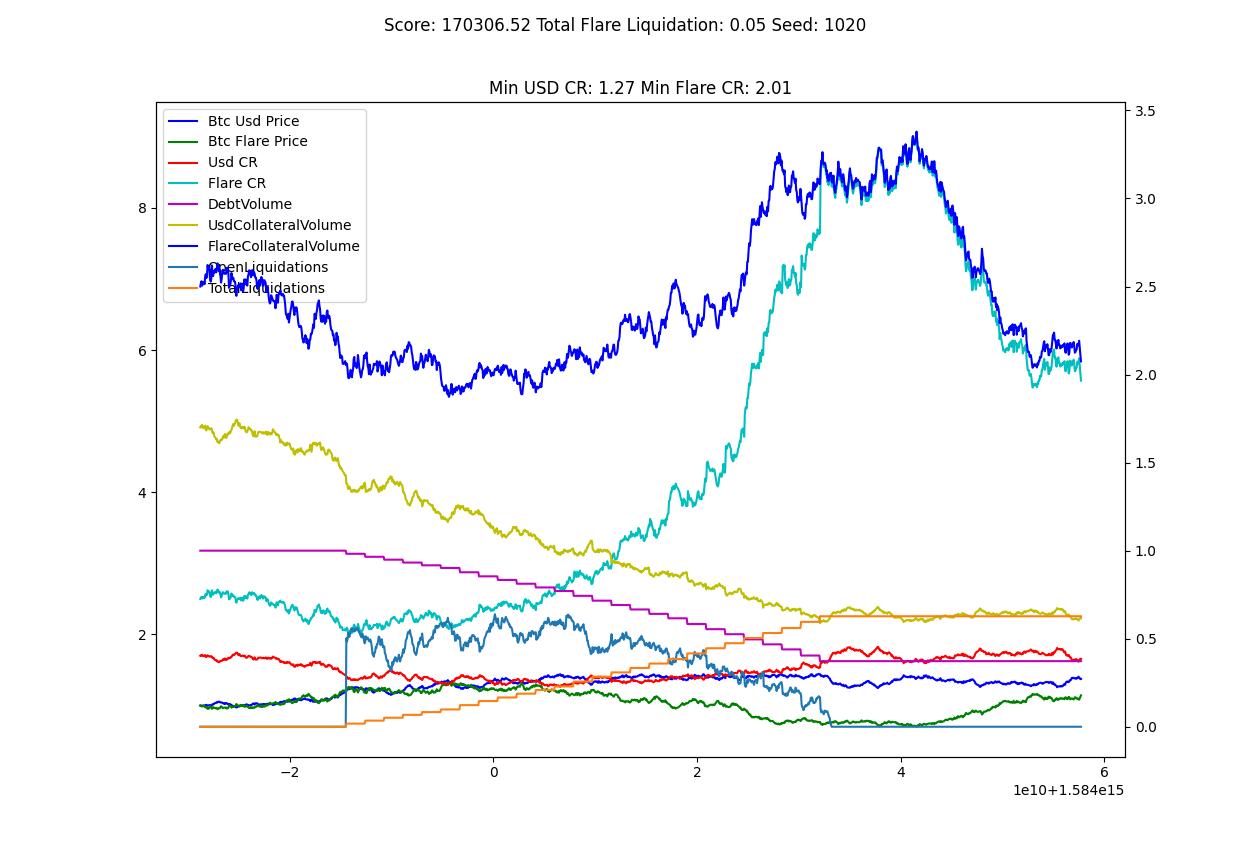 Score: 170306.52 Total Flare Liquidation: 0.05 Seed: 1020
Min USD CR: 1.27 Min Flare CR: 2.01
Btc Usd Price
Btc Flare Price
Usd CR
Flare CR
DebtVolume
UsdCollateralVolume
FlareCollateralVolume
OpenLiquidations
TotalLiquidations
8
6
4
2
3.5
3.0
2.5
2.0
1.5
1.0
0.5
0.0
−2
0
2
4
6
1e10+1.584e15